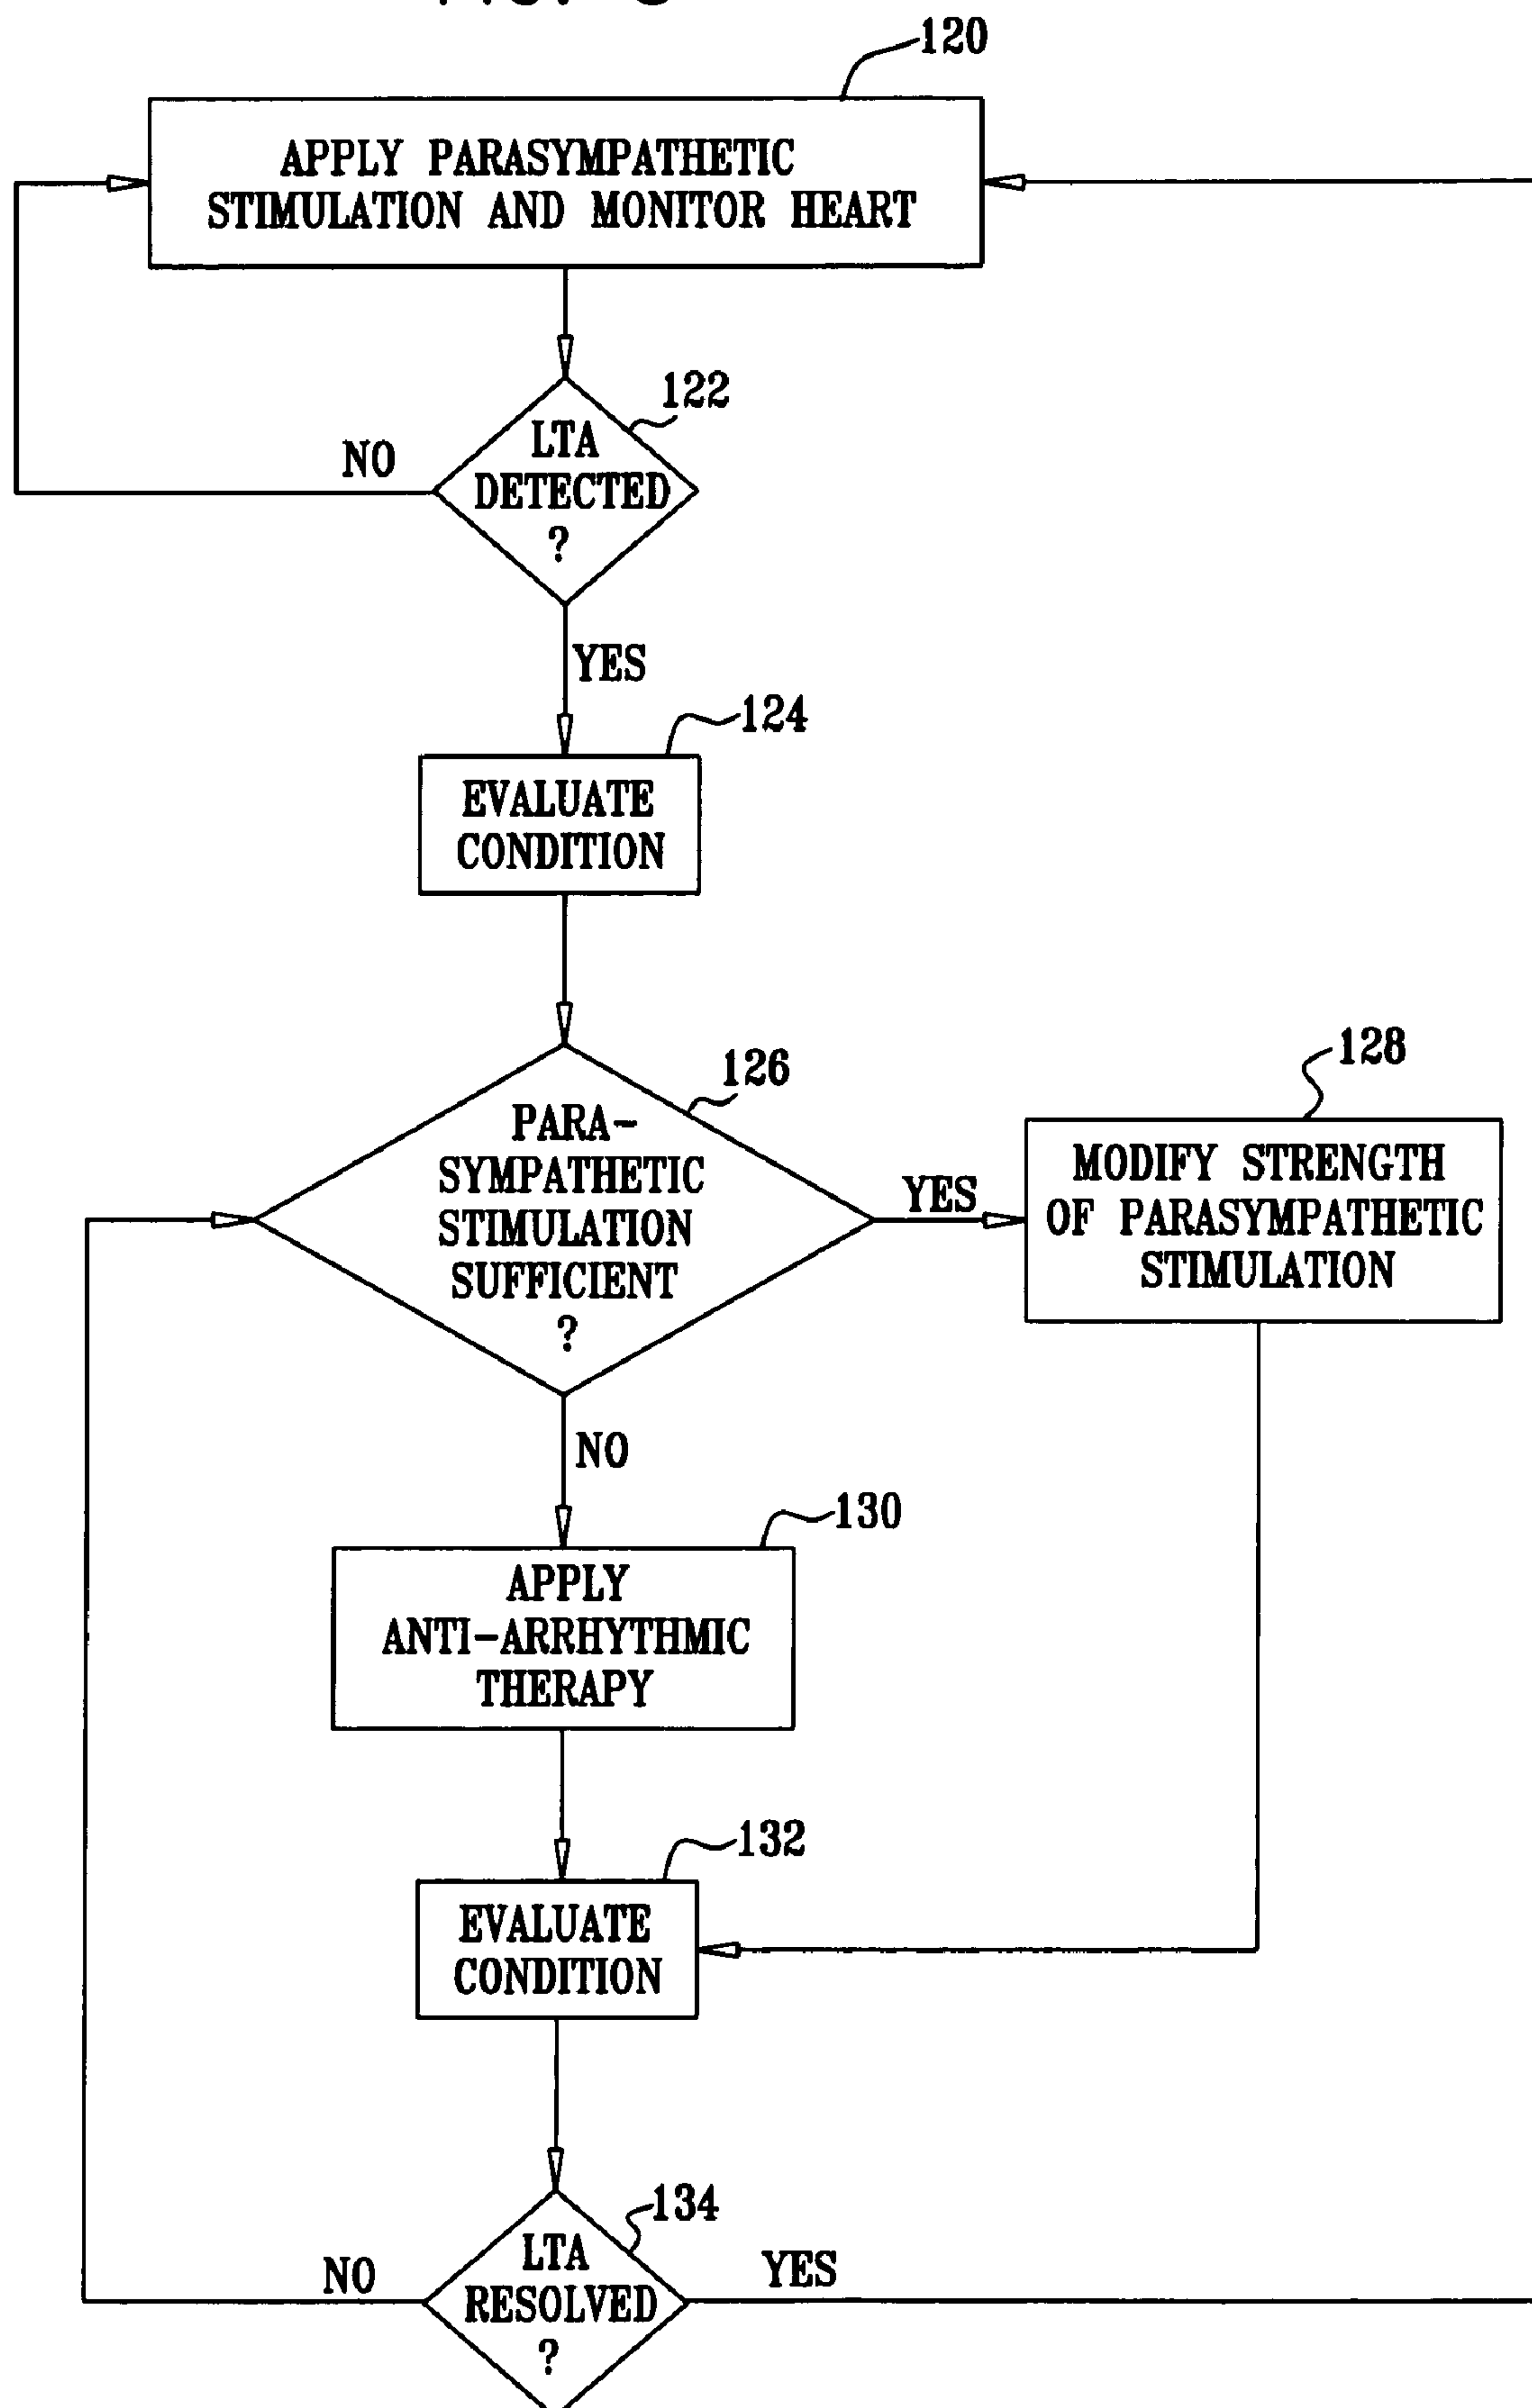 120
APPLY PARASYMPATHETIC
STIMULATION AND MONITOR HEART
122
LTA
DETECTED
?
NO
YES
124
EVALUATE
CONDITION
126
PARA-
SYMPATHETIC
STIMULATION
SUFFICIENT
?
YES
128
MODIFY STRENGTH
OF PARASYMPATHETIC
STIMULATION
NO
130
APPLY
ANTI-ARRHYTHMIC
THERAPY
132
EVALUATE
CONDITION
134
LTA
RESOLVED
?
NO
YES